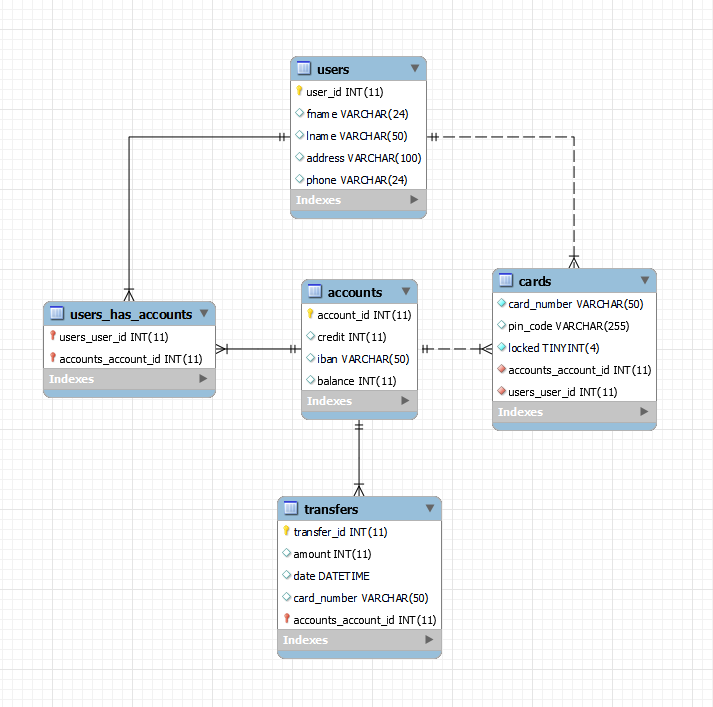 users
user_id INT(11)
fname VARCHAR(24)
lname VARCHAR(50)
address VARCHAR(100)
phone VARCHAR(24)
Indexes
users_has_accounts
users_user_id INT(11)
accounts_account_id INT(11)
Indexes
accounts
account_id INT(11)
credit INT(11)
iban VARCHAR(50)
balance INT(11)
Indexes
cards
card_number VARCHAR(50)
pin_code VARCHAR(255)
locked TINYINT(4)
accounts_account_id INT(11)
users_user_id INT(11)
Indexes
transfers
transfer_id INT(11)
amount INT(11)
date DATETIME
card_number VARCHAR(50)
accounts_account_id INT(11)
Indexes